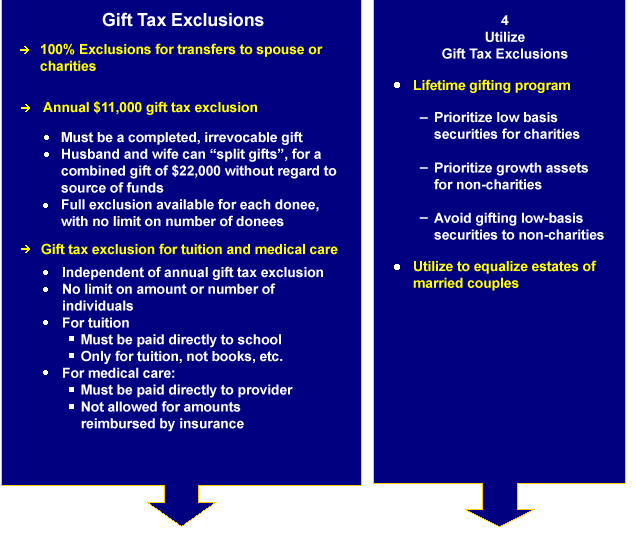 Gift Tax Exclusions
→ 100% Exclusions for transfers to spouse or
charities
→ Annual $11,000 gift tax exclusion
• Must be a completed, irrevocable gift
• Husband and wife can “split gifts”, for a
combined gift of $22,000 without regard to
source of funds
• Full exclusion available for each donee,
with no limit on number of donees
→ Gift tax exclusion for tuition and medical care
• Independent of annual gift tax exclusion
• No limit on amount or number of
individuals
• For tuition
▪ Must be paid directly to school
▪ Only for tuition, not books, etc.
• For medical care:
▪ Must be paid directly to provider
▪ Not allowed for amounts
reimbursed by insurance
4
Utilize
Gift Tax Exclusions
• Lifetime gifting program
– Prioritize low basis
securities for charities
– Prioritize growth assets
for non-charities
– Avoid gifting low-basis
securities to non-charities
• Utilize to equalize estates of
married couples